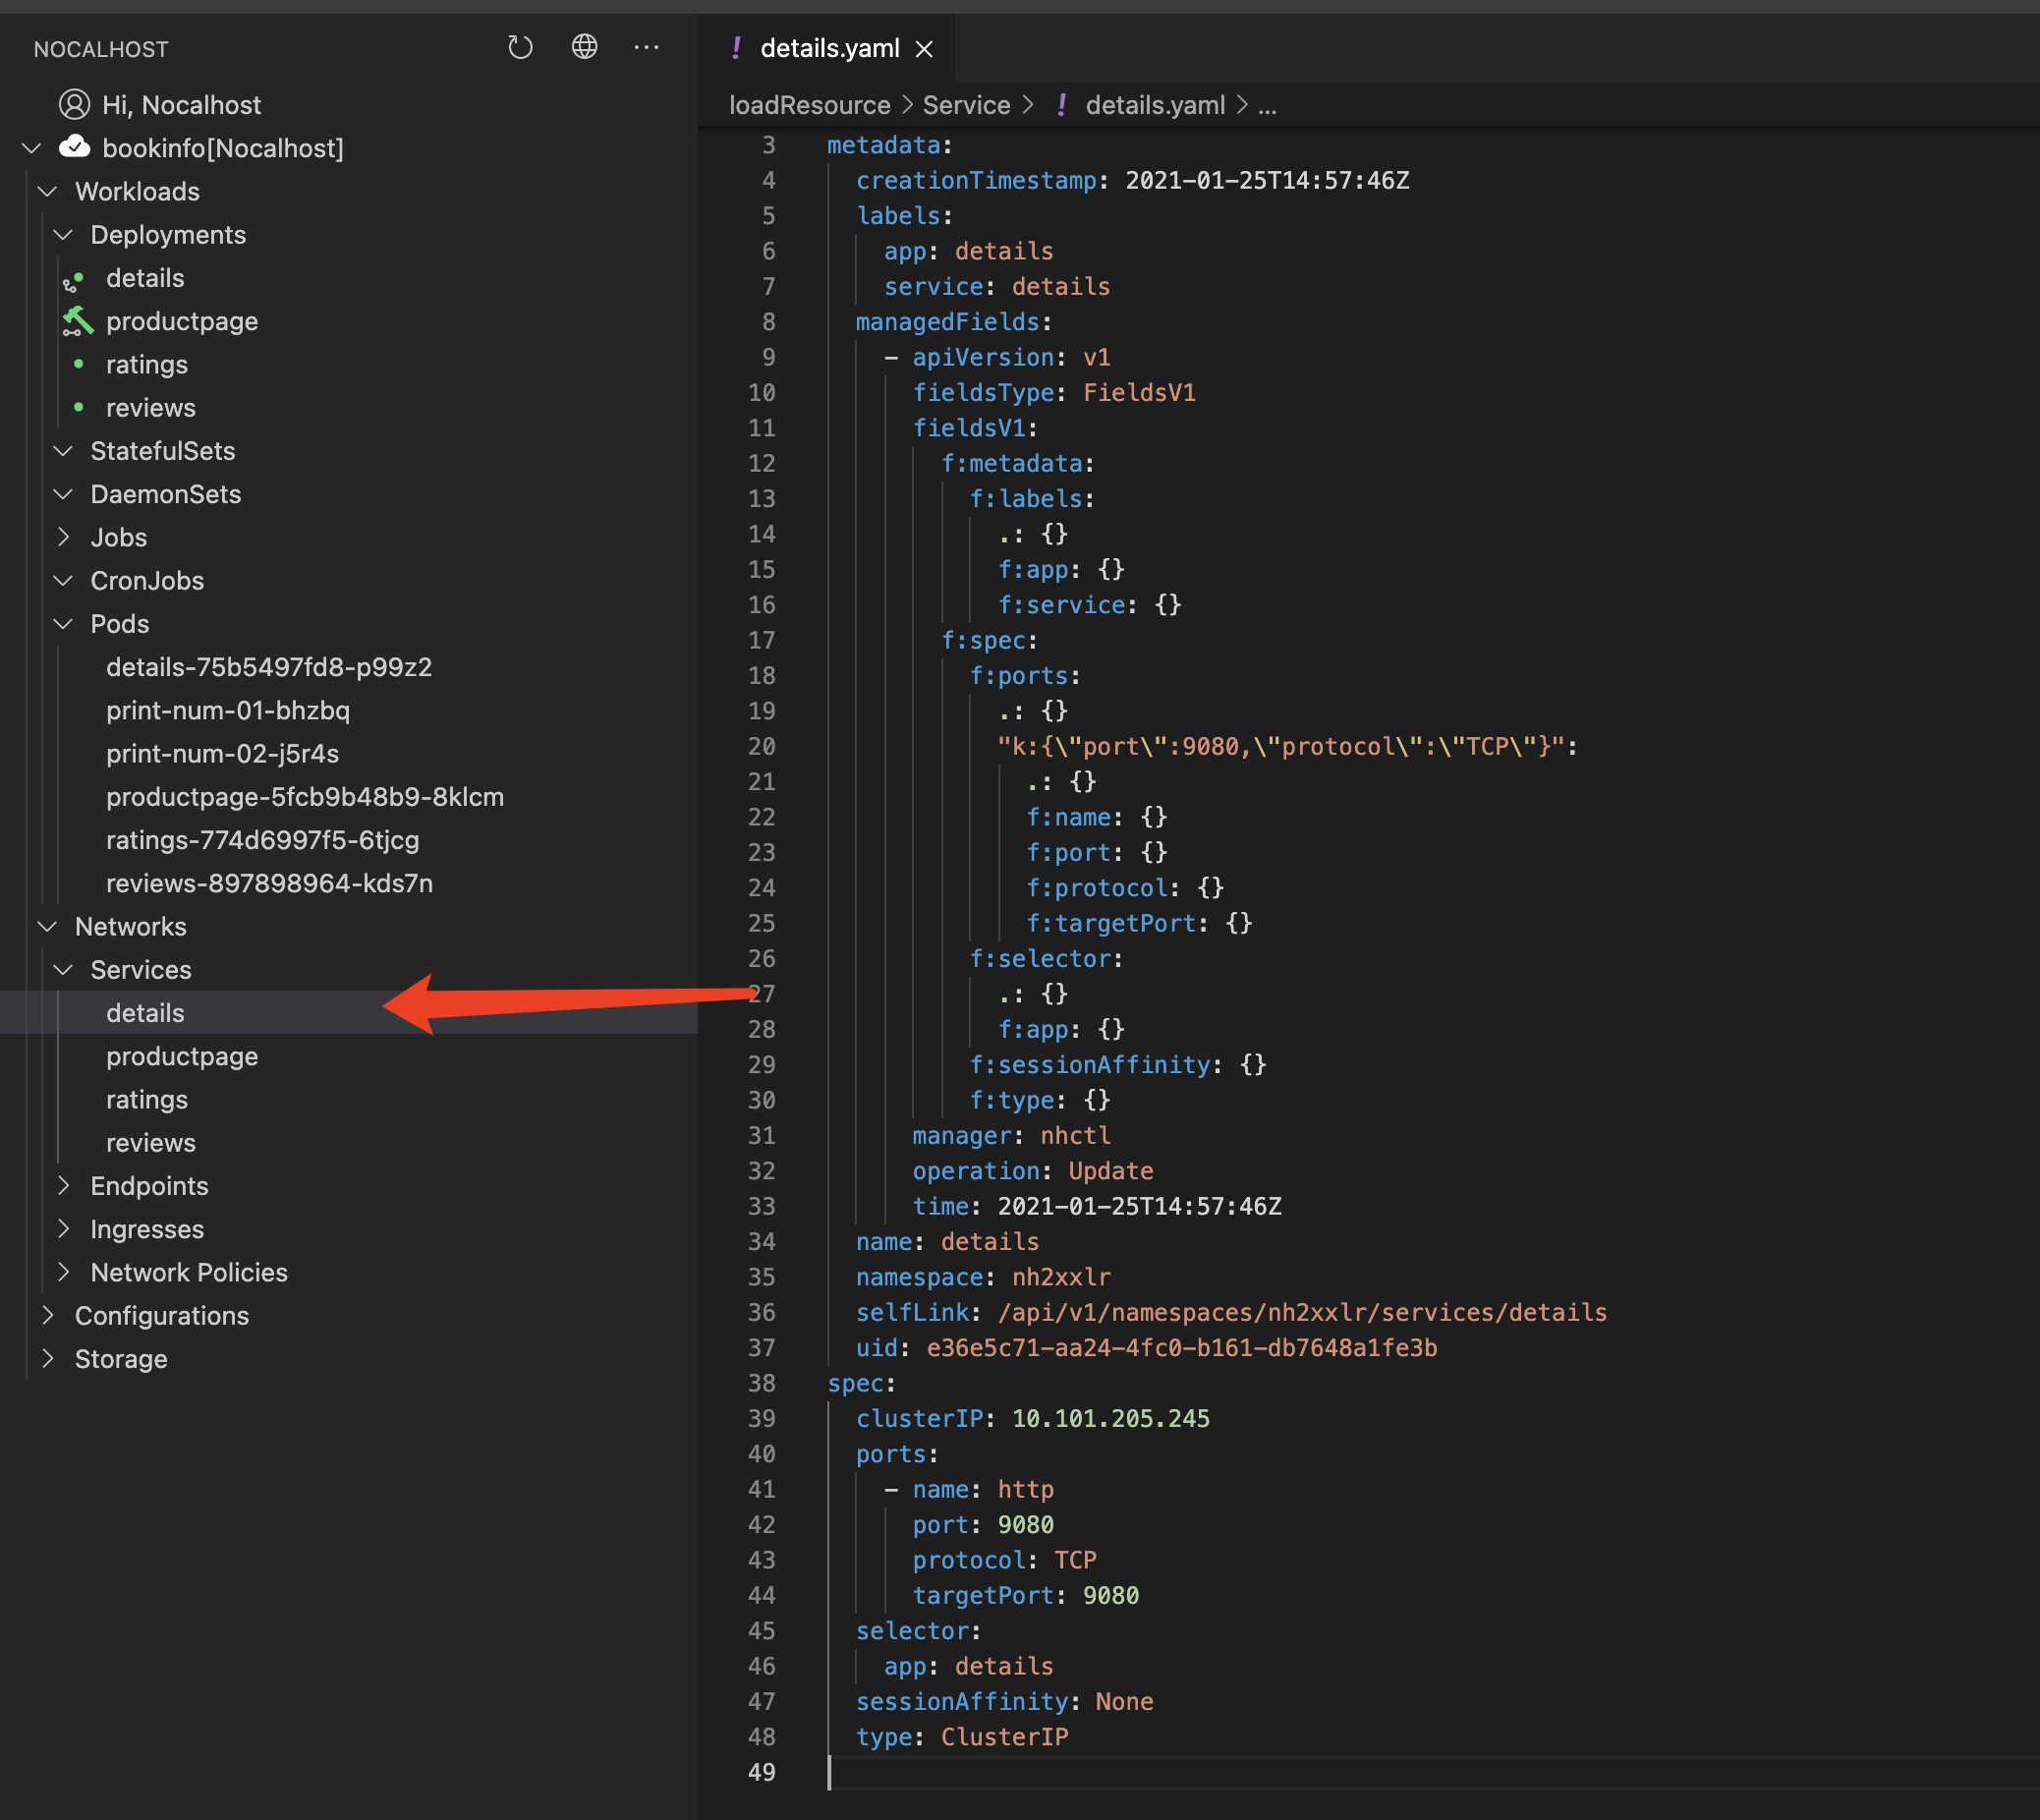 NOCALHOST
Hi, Nocalhost
bookinfo[Nocalhost]
Workloads
Deployments
details
productpage
ratings
reviews
StatefulSets
DaemonSets
Jobs
CronJobs
Pods
details-75b5497fd8-p99z2
print-num-01-bhzbq
print-num-02-j5r4s
productpage-5fcb9b48b9-8klcm
ratings-774d6997f5-6tjcg
reviews-897898964-kds7n
Networks
Services
details
productpage
ratings
reviews
Endpoints
Ingresses
Network Policies
Configurations
Storage
! details.yaml
loadResource > Service > ! details.yaml > ...
3 metadata:
4 creationTimestamp: 2021-01-25T14:57:46Z
5 labels:
6 app: details
7 service: details
8 managedFields:
9 - apiVersion: v1
10 fieldsType: FieldsV1
11 fieldsV1:
12 f:metadata:
13 f:labels:
14 .: {}
15 f:app: {}
16 f:service: {}
17 f:spec:
18 f:ports:
19 .: {}
20 "k:{\"port\":9080,\"protocol\":\"TCP\"}":
21 .: {}
22 f:name: {}
23 f:port: {}
24 f:protocol: {}
25 f:targetPort: {}
26 f:selector:
27 .: {}
28 f:app: {}
29 f:sessionAffinity: {}
30 f:type: {}
31 manager: nhctl
32 operation: Update
33 time: 2021-01-25T14:57:46Z
34 name: details
35 namespace: nh2xxlr
36 selfLink: /api/v1/namespaces/nh2xxlr/services/details
37 uid: e36e5c71-aa24-4fc0-b161-db7648a1fe3b
38 spec:
39 clusterIP: 10.101.205.245
40 ports:
41 - name: http
42 port: 9080
43 protocol: TCP
44 targetPort: 9080
45 selector:
46 app: details
47 sessionAffinity: None
48 type: ClusterIP
49